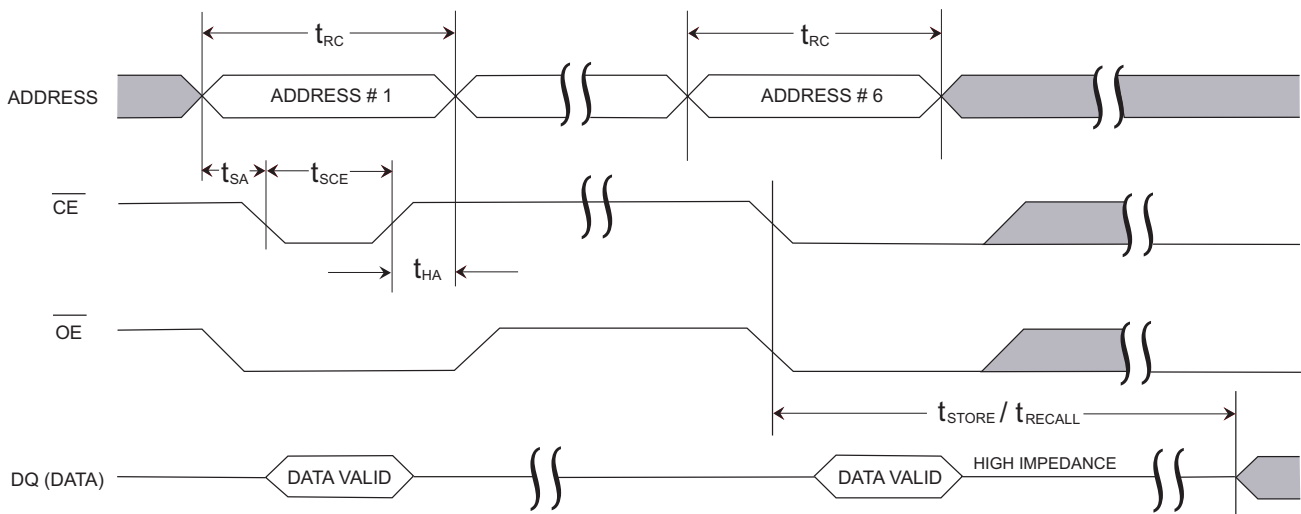 tRC tRC
ADDRESS ADDRESS # 1 ADDRESS # 6
tSA tSCE
CE
tHA
OE
tSTORE / tRECALL
DQ (DATA) DATA VALID DATA VALID HIGH IMPEDANCE